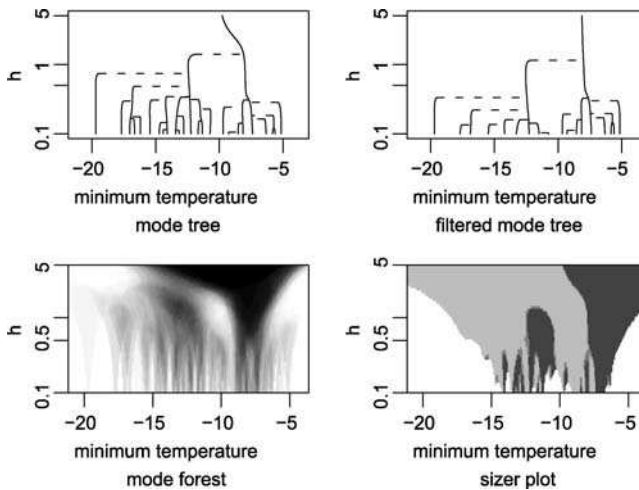 h
5
1
0.1
−20 −15 −10 −5
minimum temperature
mode tree
h
5
1
0.1
−20 −15 −10 −5
minimum temperature
filtered mode tree
h
5
0.5
0.1
−20 −15 −10 −5
minimum temperature
mode forest
h
5
0.5
0.1
−20 −15 −10 −5
minimum temperature
sizer plot